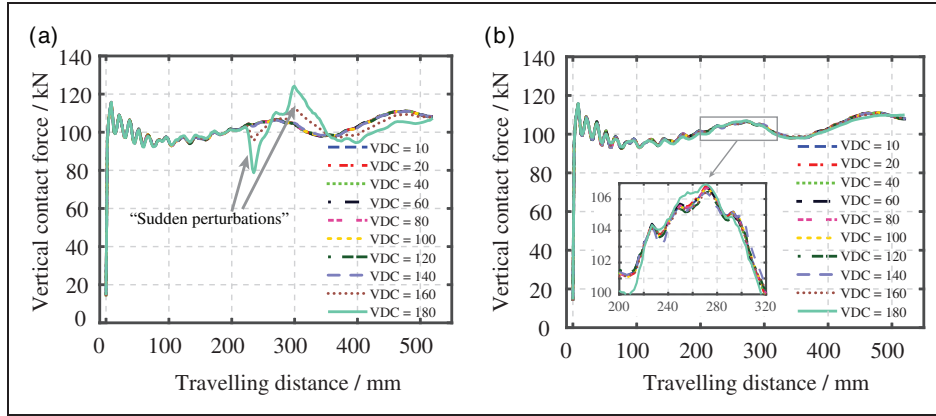 (a)
140
120
100
80
60
40
20
0
Vertical contact force / kN
"Sudden perturbations"
VDC = 10
VDC = 20
VDC = 40
VDC = 60
VDC = 80
VDC = 100
VDC = 120
VDC = 140
VDC = 160
VDC = 180
0 100 200 300 400 500
Travelling distance / mm
(b)
140
120
100
80
60
40
20
0
Vertical contact force / kN
106
104
102
100
200 240 280 320
VDC = 10
VDC = 20
VDC = 40
VDC = 60
VDC = 80
VDC = 100
VDC = 120
VDC = 140
VDC = 160
VDC = 180
0 100 200 300 400 500
Travelling distance / mm